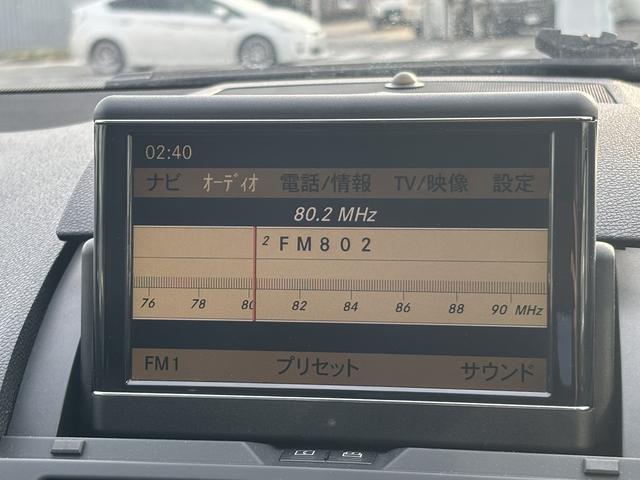 02:40
ナビ オーディオ 電話/情報 TV/映像 設定
80.2 MHz
2 FM802
76 78 80 82 84 86 88 90 MHz
FM1 プリセット サウンド